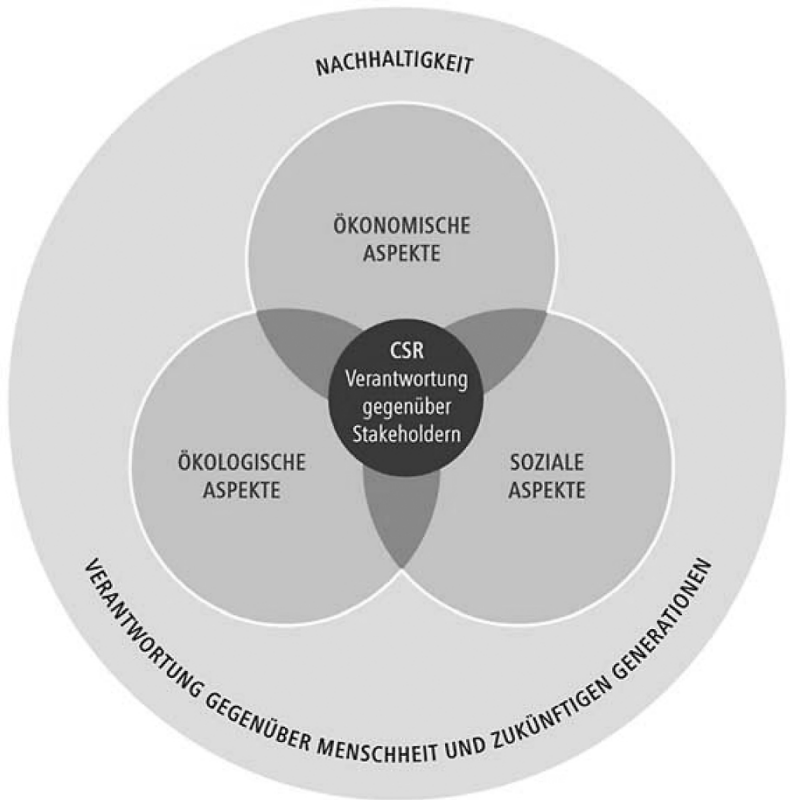 NACHHALTIGKEIT
ÖKONOMISCHE
ASPEKTE
CSR
Verantwortung
gegenüber
Stakeholdern
ÖKOLOGISCHE
ASPEKTE
SOZIALE
ASPEKTE
VERANTWORTUNG GEGENÜBER MENSCHHEIT UND ZUKÜNFTIGEN GENERATIONEN